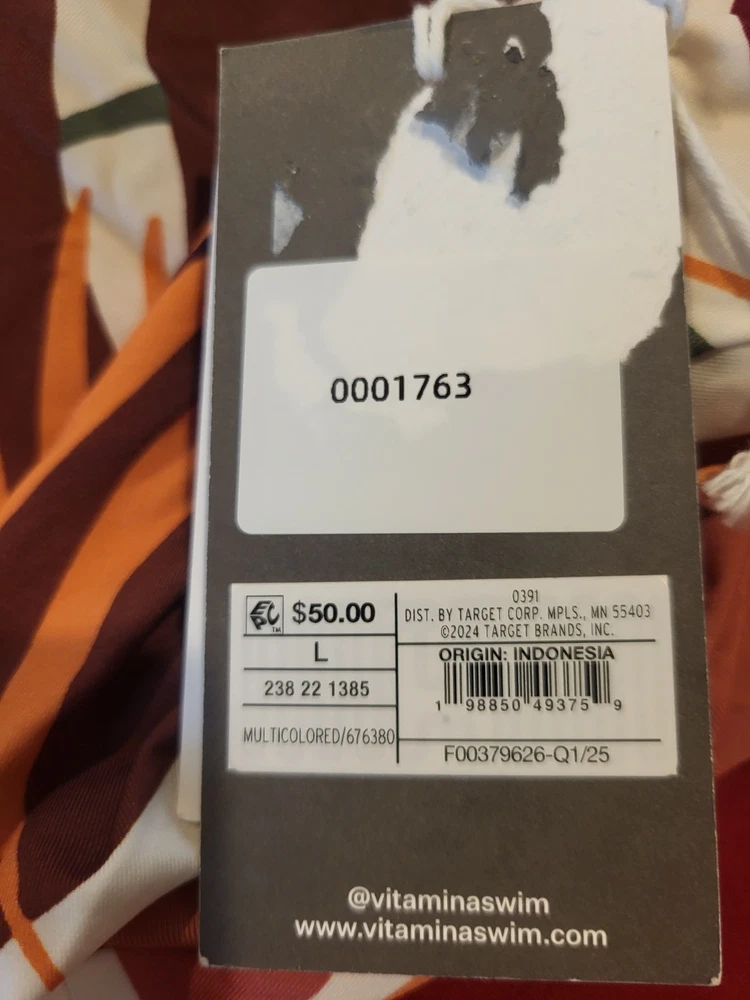 0001763
EPC™ $50.00
L
238 22 1385
MULTICOLORED/676380
0391
DIST. BY TARGET CORP. MPLS., MN 55403
©2024 TARGET BRANDS, INC.
ORIGIN: INDONESIA
1 98850 49375 9
F00379626-Q1/25
@vitaminaswim
www.vitaminaswim.com